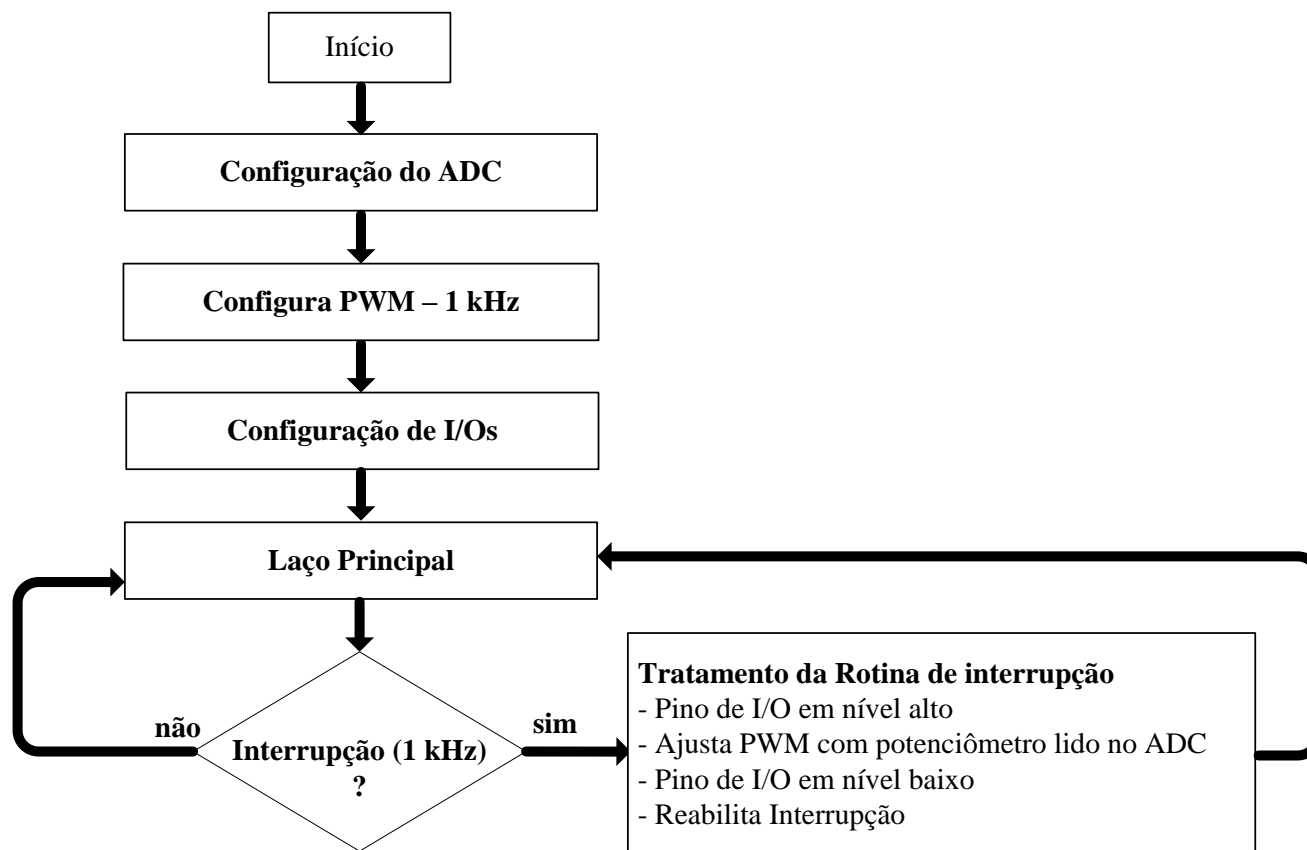 Início
Configuração do ADC
Configura PWM – 1 kHz
Configuração de I/Os
Laço Principal
não
Interrupção (1 kHz)
?
sim
Tratamento da Rotina de interrupção
- Pino de I/O em nível alto
- Ajusta PWM com potenciômetro lido no ADC
- Pino de I/O em nível baixo
- Reabilita Interrupção